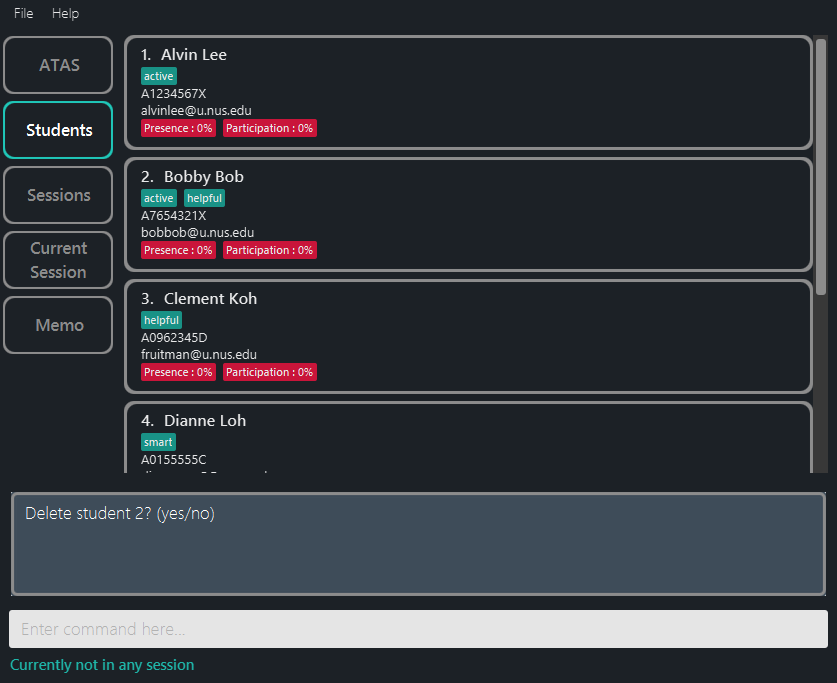 File Help
ATAS
Students
Sessions
Current
Session
Memo
1. Alvin Lee
active
A1234567X
alvinlee@u.nus.edu
Presence : 0% Participation : 0%
2. Bobby Bob
active helpful
A7654321X
bobbob@u.nus.edu
Presence : 0% Participation : 0%
3. Clement Koh
helpful
A0962345D
fruitman@u.nus.edu
Presence : 0% Participation : 0%
4. Dianne Loh
smart
A0155555C
Delete student 2? (yes/no)
Enter command here...
Currently not in any session